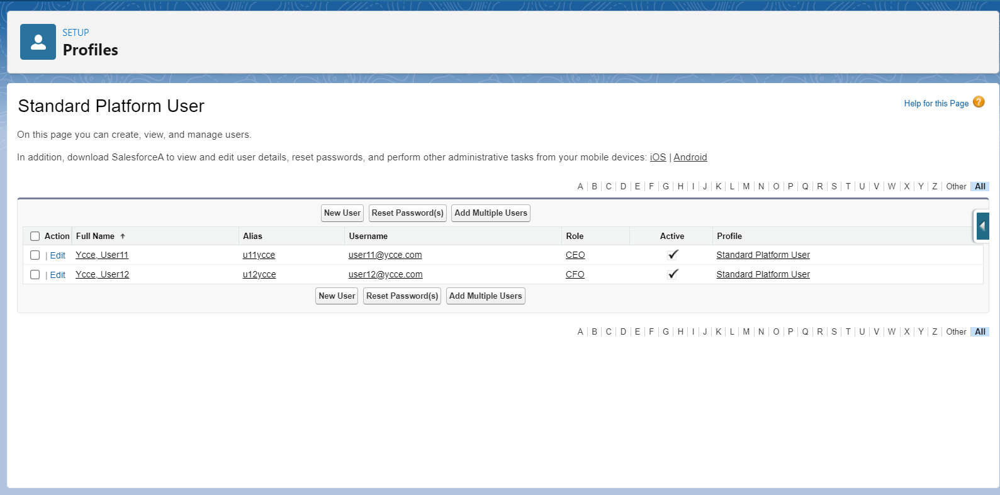 SETUP
Profiles
Standard Platform User
Help for this Page ?
On this page you can create, view, and manage users.
In addition, download SalesforceA to view and edit user details, reset passwords, and perform other administrative tasks from your mobile devices: iOS | Android
A | B | C | D | E | F | G | H | I | J | K | L | M | N | O | P | Q | R | S | T | U | V | W | X | Y | Z | Other | All
New User Reset Password(s) Add Multiple Users
Action Full Name ↑ Alias Username Role Active Profile
| Edit Ycce, User11 u11ycce user11@ycce.com CEO ✓ Standard Platform User
| Edit Ycce, User12 u12ycce user12@ycce.com CFO ✓ Standard Platform User
New User Reset Password(s) Add Multiple Users
A | B | C | D | E | F | G | H | I | J | K | L | M | N | O | P | Q | R | S | T | U | V | W | X | Y | Z | Other | All